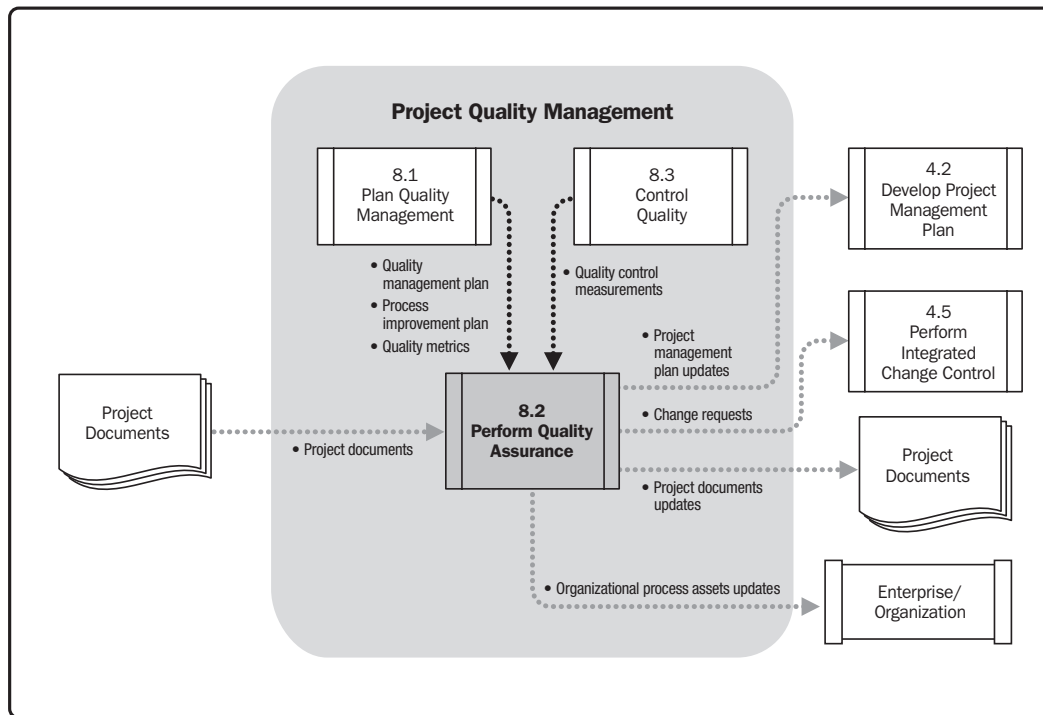 Project Quality Management
8.1
Plan Quality
Management
8.3
Control
Quality
4.2
Develop Project
Management
Plan
• Quality
management plan
• Process
improvement plan
• Quality metrics
• Quality control
measurements
4.5
Perform
Integrated
Change Control
• Project
management
plan updates
Project
Documents
• Project documents
8.2
Perform Quality
Assurance
• Change requests
• Project documents
updates
Project
Documents
• Organizational process assets updates
Enterprise/
Organization